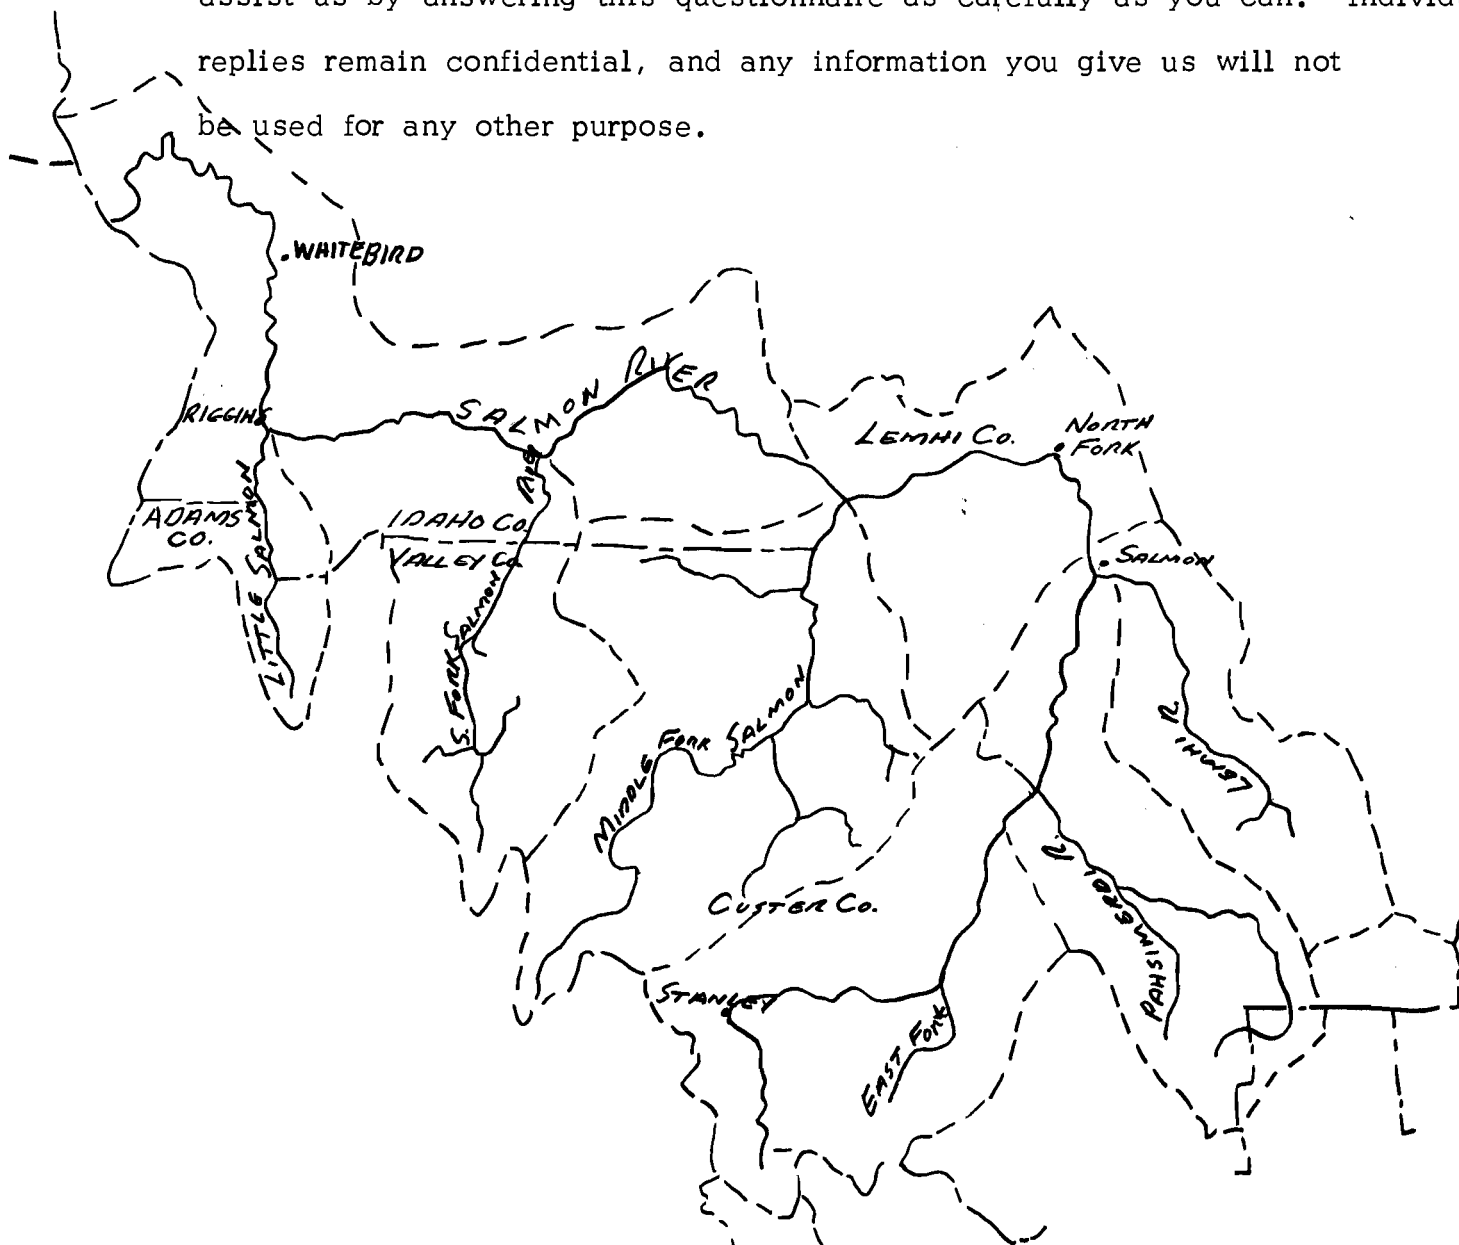 assist us by answering this questionnaire as carefully as you can. Individ
replies remain confidential, and any information you give us will not
be used for any other purpose.
.WHITEBIRD
SALMON RIVER
RIGGINS
LEMHI CO.
NORTH
FORK
ADAMS
CO.
LITTLE SALMON
IDAHO CO.
VALLEY CO.
SALMON
S. FORK SALMON
MIDDLE FORK SALMON
LEMHI R.
PAHSIMEROI R.
CUSTER CO.
STANLEY
EAST FORK